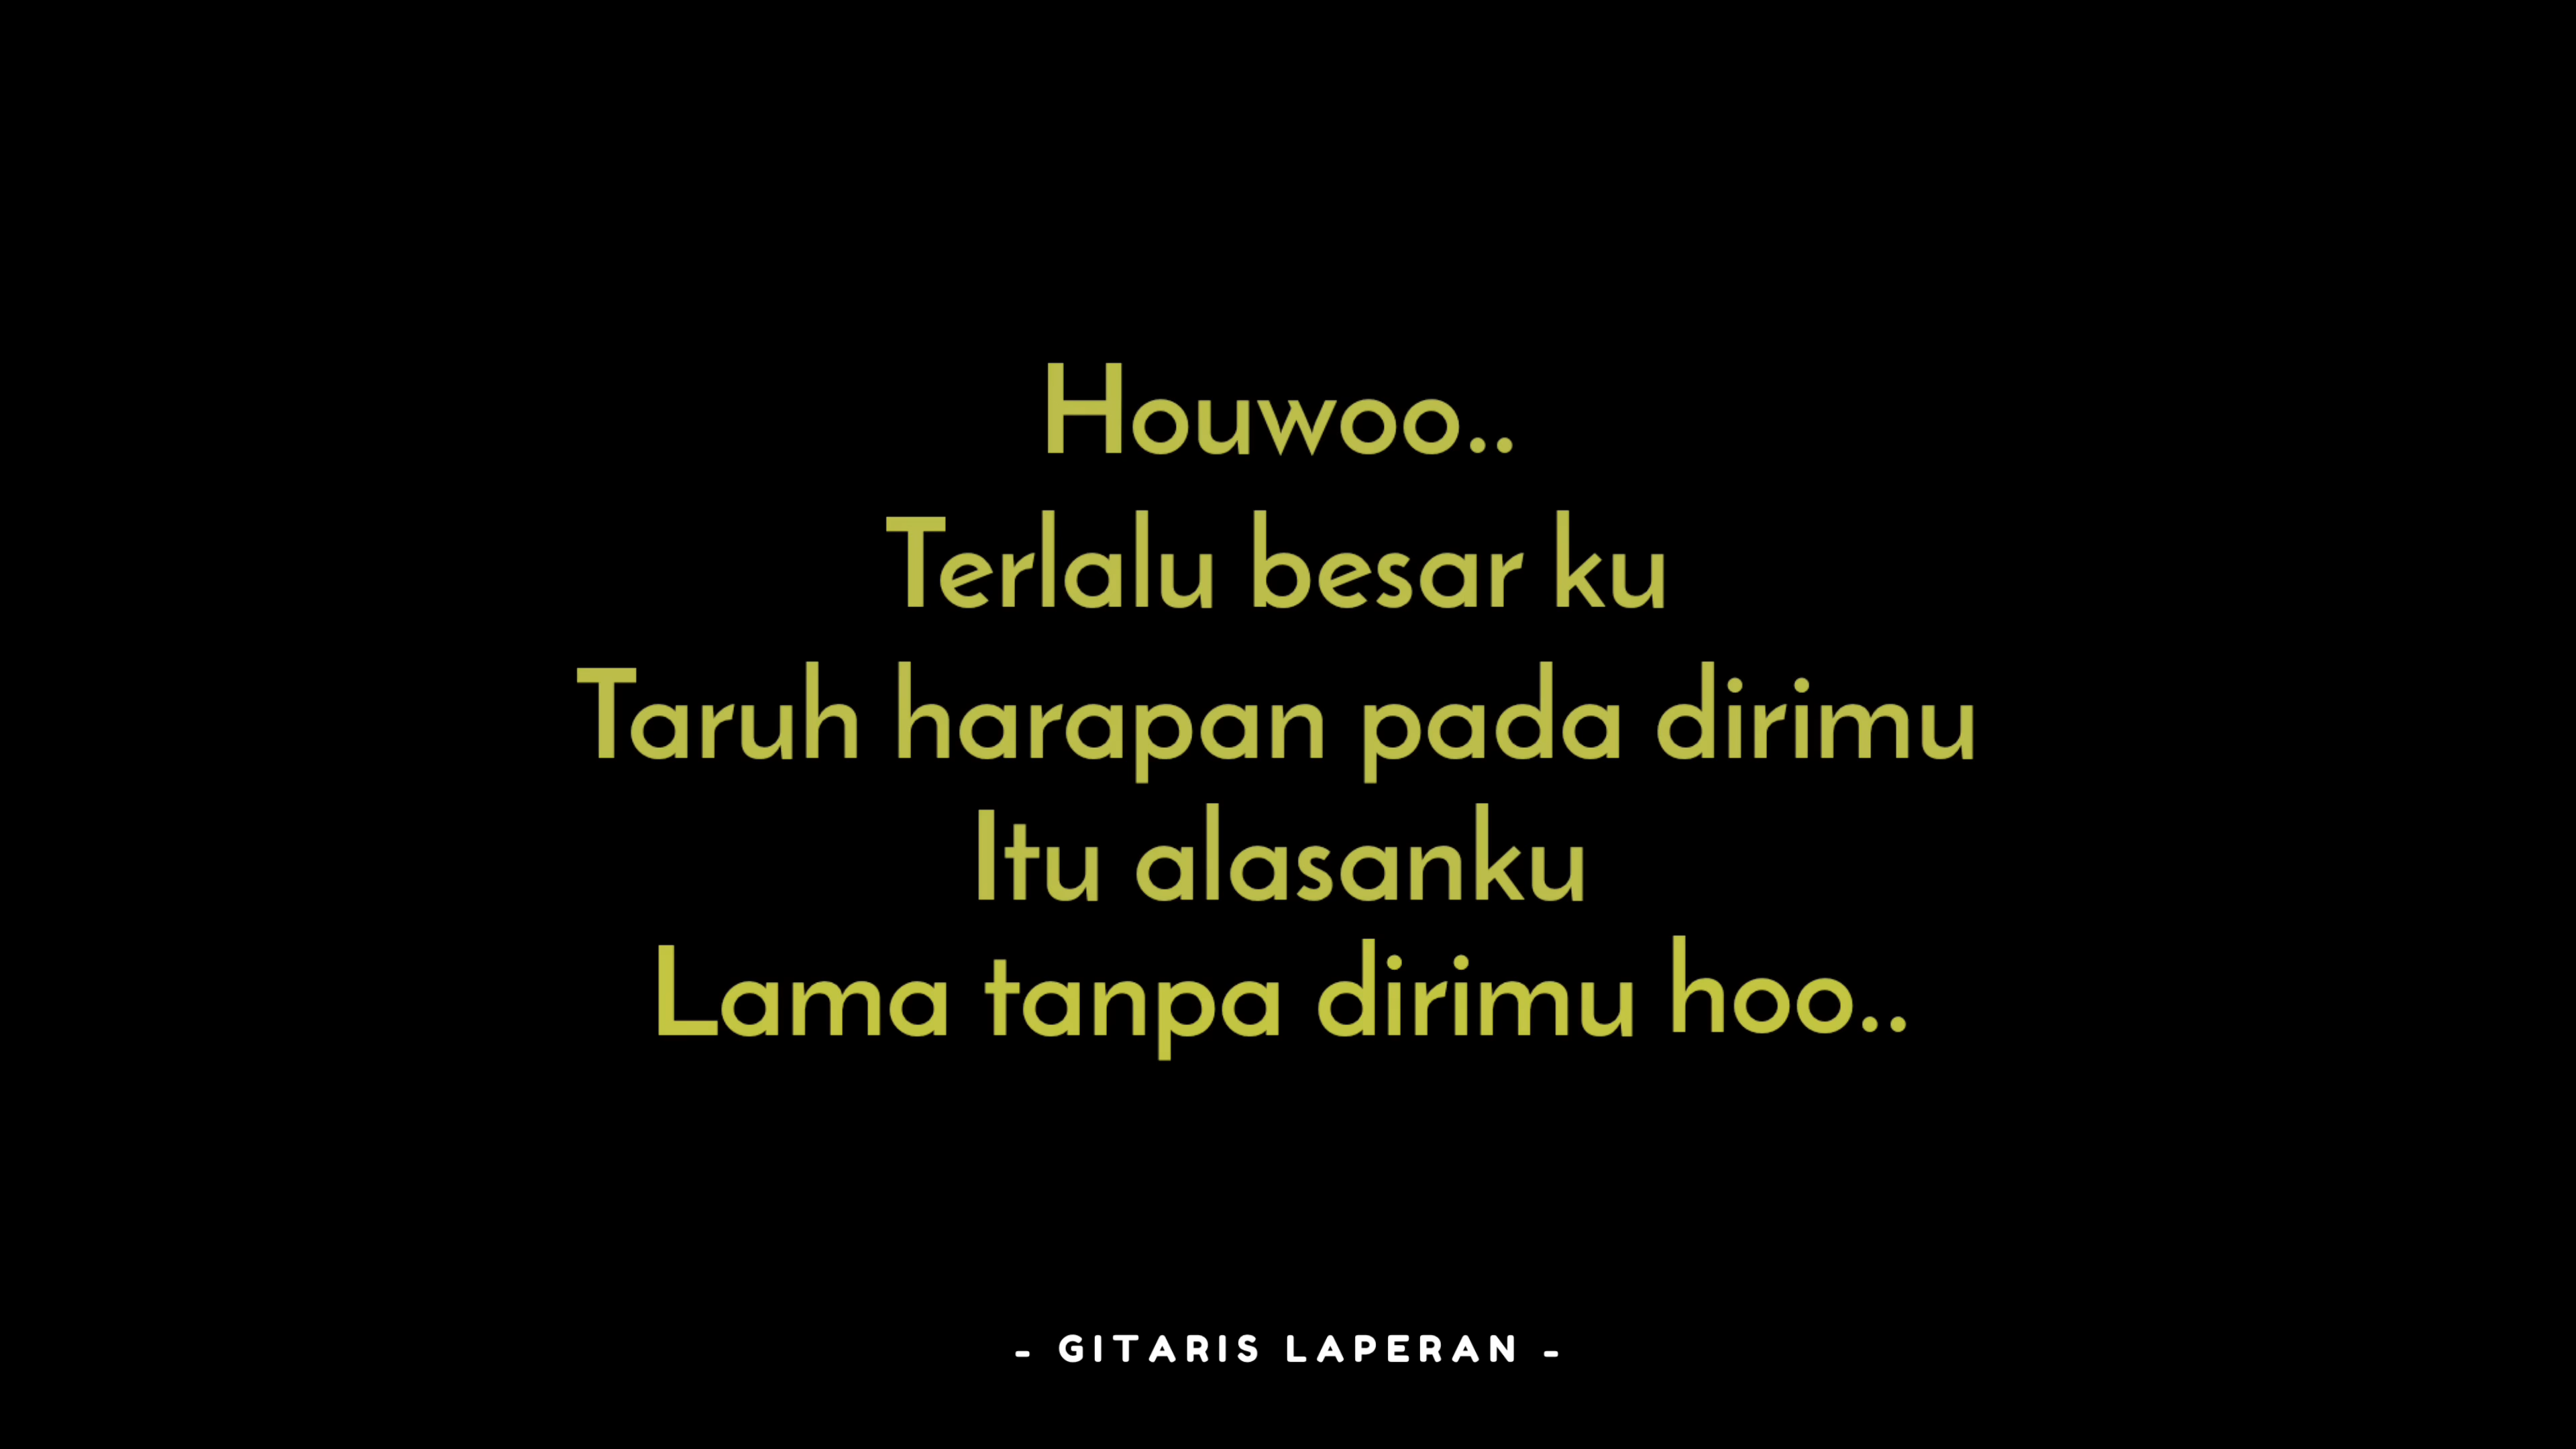 Houwoo..
Terlalu besar ku
Taruh harapan pada dirimu
Itu alasanku
Lama tanpa dirimu hoo..
- GITARIS LAPERAN -